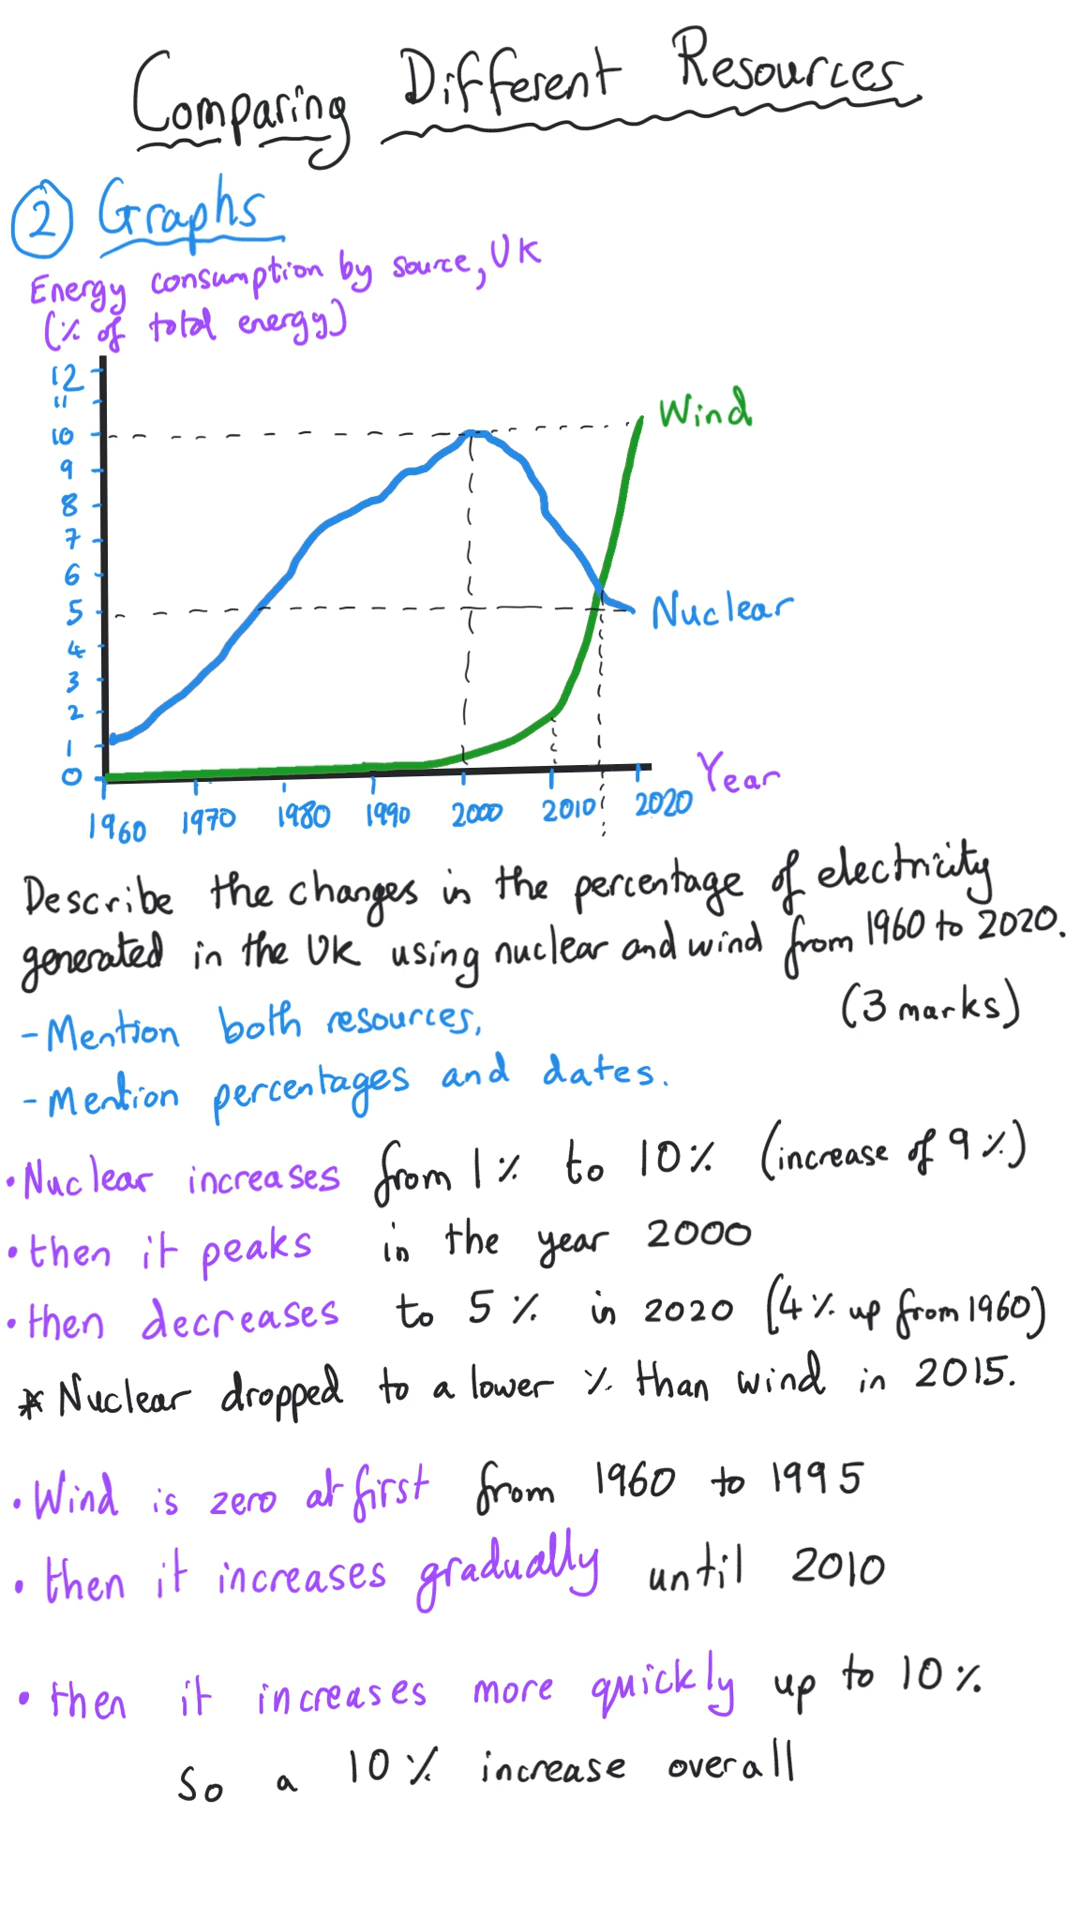 Comparing Different Resources
2 Graphs
Energy consumption by source, UK
(% of total energy)
12
11
10
9
8
7
6
5
4
3
2
1
0
Wind
Nuclear
Year
1960 1970 1980 1990 2000 2010 2020
Describe the changes in the percentage of electricity
generated in the UK using nuclear and wind from 1960 to 2020.
(3 marks)
- Mention both resources,
- Mention percentages and dates.
• Nuclear increases from 1% to 10% (increase of 9%)
• then it peaks in the year 2000
• then decreases to 5% in 2020 (4% up from 1960)
* Nuclear dropped to a lower % than wind in 2015.
• Wind is zero at first from 1960 to 1995
• then it increases gradually until 2010
• then it increases more quickly up to 10%
So a 10% increase overall